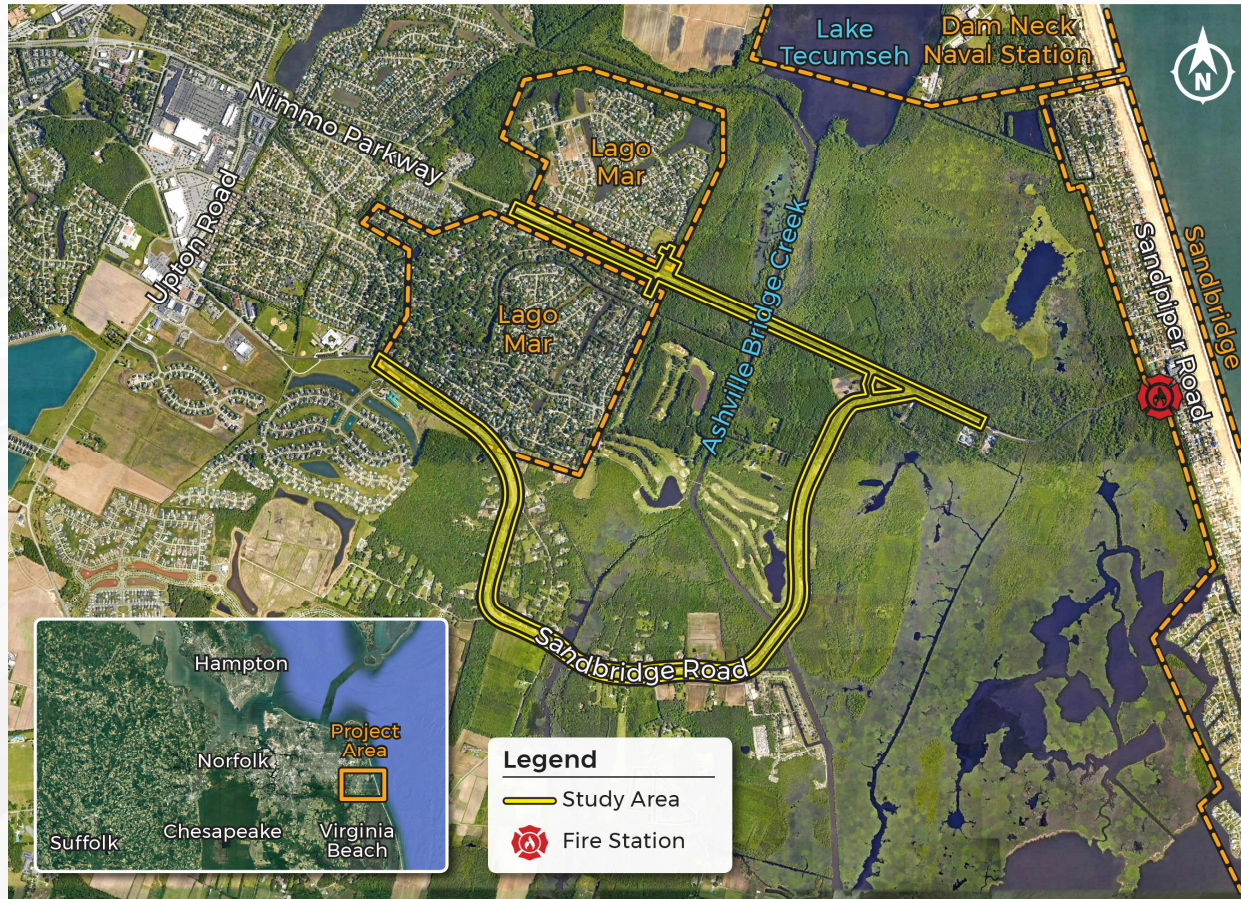 Lake
Tecumseh
Dam Neck
Naval Station
N
Nimmo Parkway
Lago
Mar
Upton Road
Ashville Bridge Creek
Sandpiper Road
Sandbridge
Lago
Mar
Sandbridge Road
Hampton
Project
Area
Norfolk
Chesapeake
Virginia
Beach
Suffolk
Legend
Study Area
Fire Station